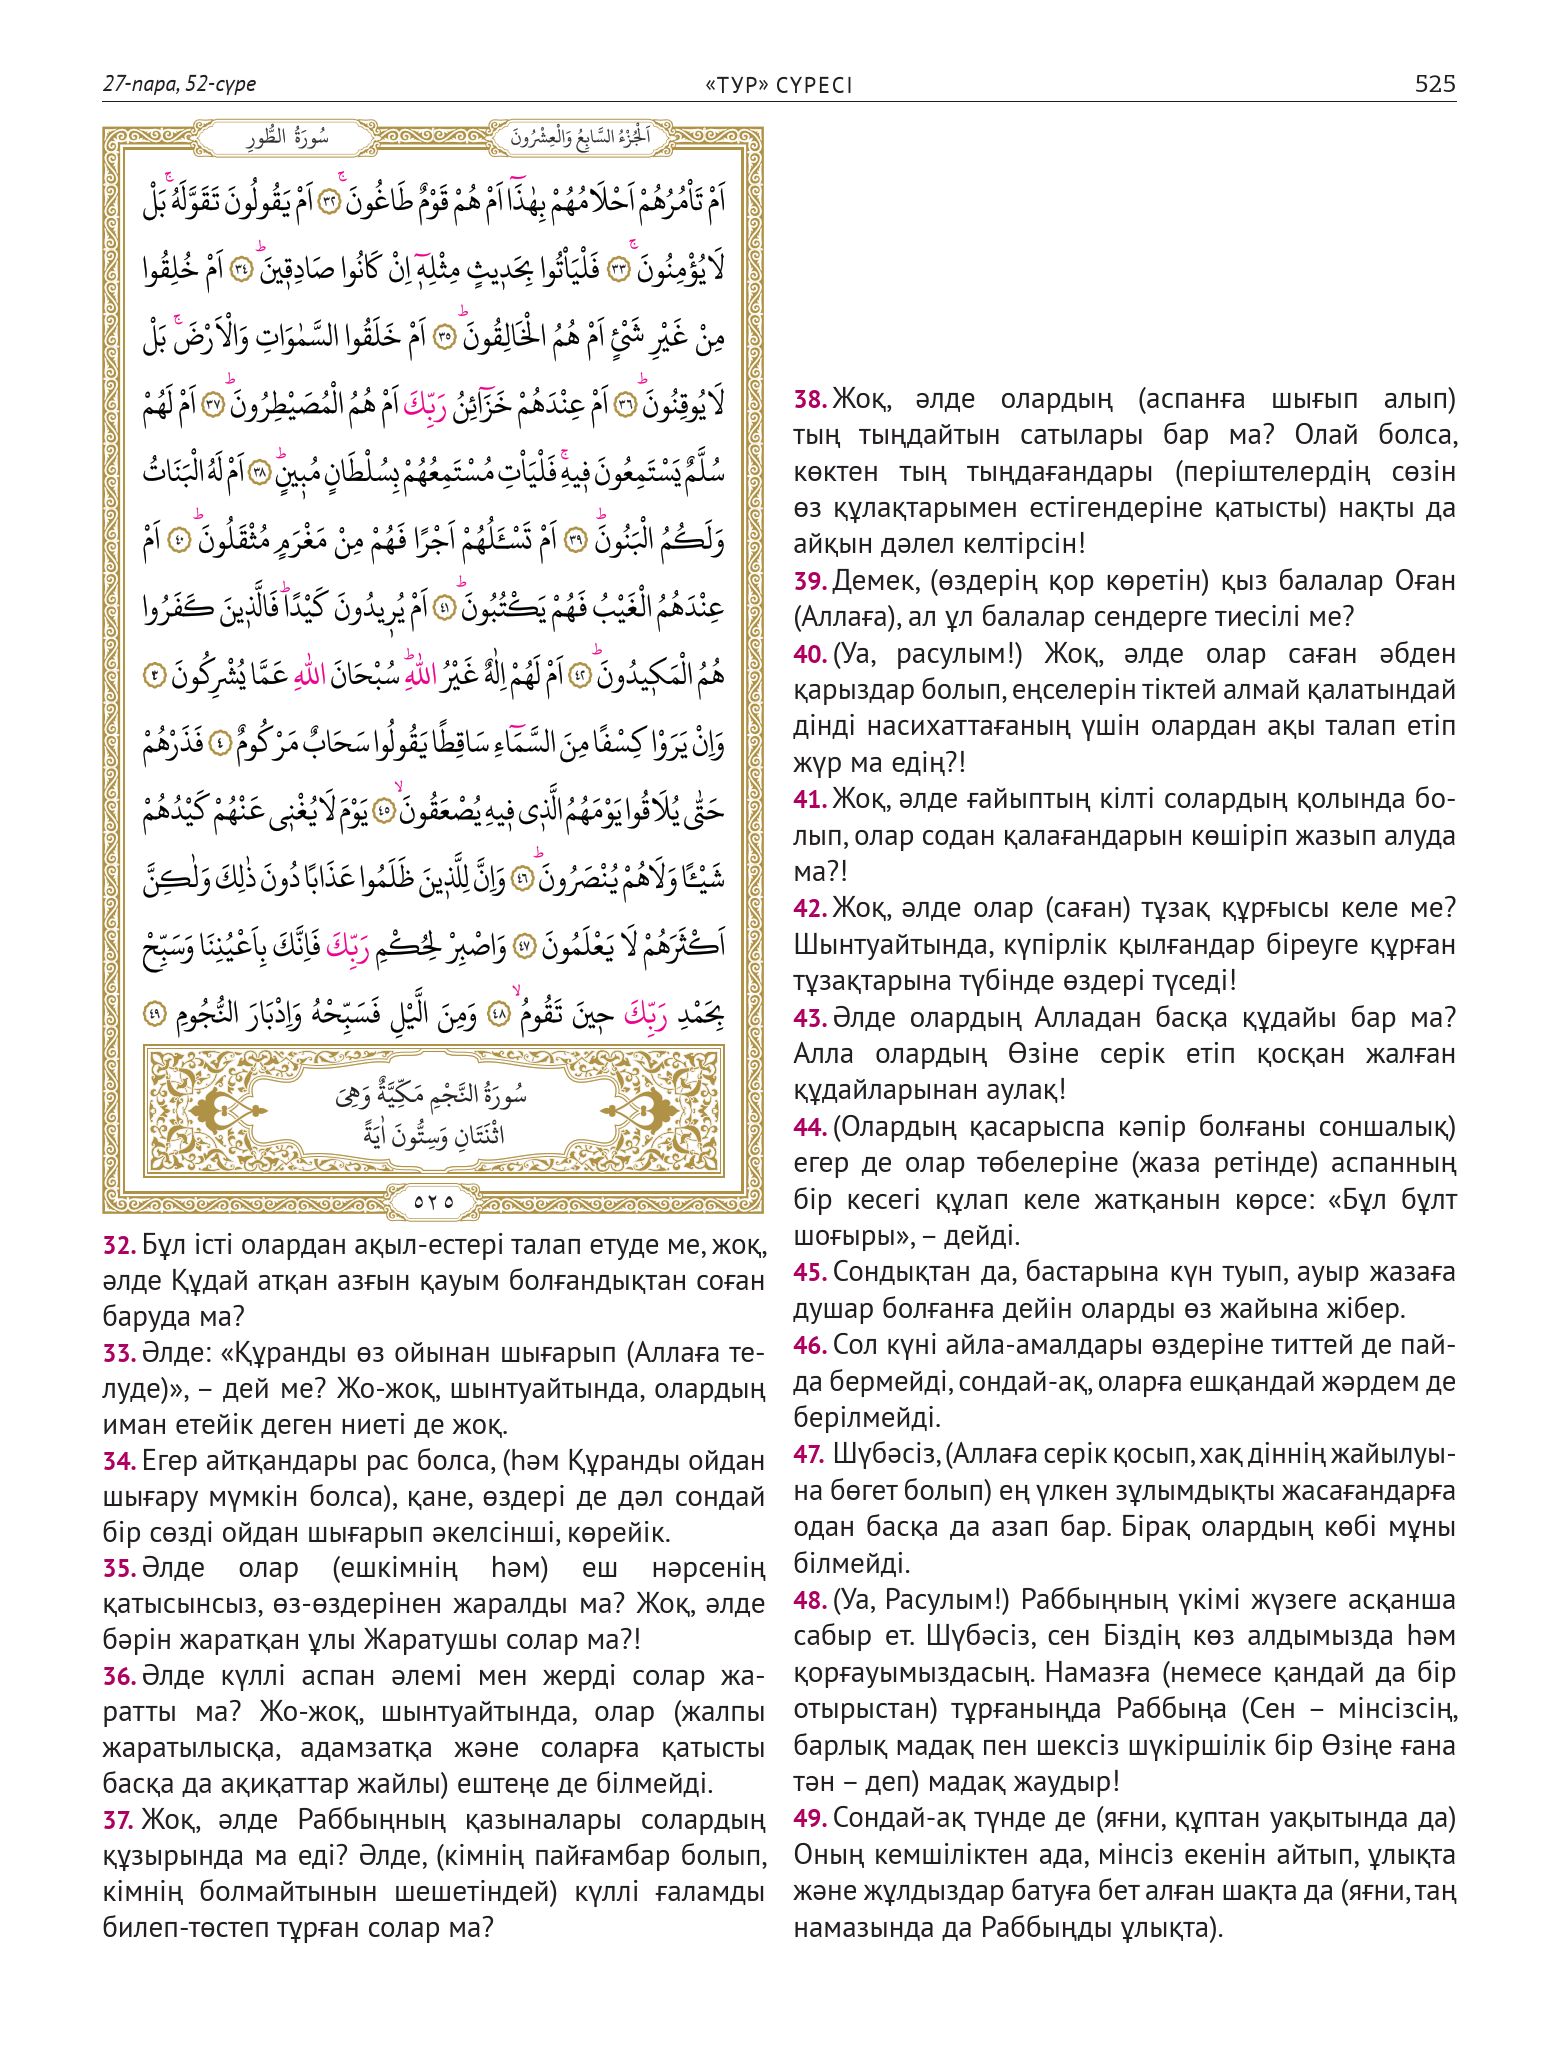 27-пара, 52-сүре
«ТУР» СҮРЕСІ
525
اَلْجُزْءُ السَّابِعُ وَالْعِشْرُونَ
سُورَةُ الطُّورِ
اَمْ تَاْمُرُهُمْ اَحْلَامُهُمْ بِهٰذَٓا اَمْ هُمْ قَوْمٌ طَاغُونَۚ ﴿٣٢﴾ اَمْ يَقُولُونَ تَقَوَّلَهُۚ بَلْ
لَا يُؤْمِنُونَۚ ﴿٣٣﴾ فَلْيَاْتُوا بِحَد۪يثٍ مِثْلِه۪ٓ اِنْ كَانُوا صَادِق۪ينَۜ ﴿٣٤﴾ اَمْ خُلِقُوا
مِنْ غَيْرِ شَيْءٍ اَمْ هُمُ الْخَالِقُونَۜ ﴿٣٥﴾ اَمْ خَلَقُوا السَّمٰوَاتِ وَالْاَرْضَۚ بَلْ
لَا يُوقِنُونَۜ ﴿٣٦﴾ اَمْ عِنْدَهُمْ خَزَٓائِنُ رَبِّكَ اَمْ هُمُ الْمُصَيْطِرُونَۜ ﴿٣٧﴾ اَمْ لَهُمْ
سُلَّمٌ يَسْتَمِعُونَ ف۪يهِۚ فَلْيَاْتِ مُسْتَمِعُهُمْ بِسُلْطَانٍ مُب۪ينٍۜ ﴿٣٨﴾ اَمْ لَهُ الْبَنَاتُ
وَلَكُمُ الْبَنُونَۜ ﴿٣٩﴾ اَمْ تَسْـَٔلُهُمْ اَجْرًا فَهُمْ مِنْ مَغْرَمٍ مُثْقَلُونَۜ ﴿٤٠﴾ اَمْ
عِنْدَهُمُ الْغَيْبُ فَهُمْ يَكْتُبُونَۜ ﴿٤١﴾ اَمْ يُر۪يدُونَ كَيْدًاۜ فَالَّذ۪ينَ كَفَرُوا
هُمُ الْمَك۪يدُونَۜ ﴿٤٢﴾ اَمْ لَهُمْ اِلٰهٌ غَيْرُ اللّٰهِۜ سُبْحَانَ اللّٰهِ عَمَّا يُشْرِكُونَ ﴿٣﴾
وَاِنْ يَرَوْا كِسْفًا مِنَ السَّمَٓاءِ سَاقِطًا يَقُولُوا سَحَابٌ مَرْكُومٌ ﴿٤﴾ فَذَرْهُمْ
حَتّٰى يُلَاقُوا يَوْمَهُمُ الَّذ۪ي ف۪يهِ يُصْعَقُونَۙ ﴿٤٥﴾ يَوْمَ لَا يُغْن۪ي عَنْهُمْ كَيْدُهُمْ
شَيْـًٔا وَلَا هُمْ يُنْصَرُونَۜ ﴿٤٦﴾ وَاِنَّ لِلَّذ۪ينَ ظَلَمُوا عَذَابًا دُونَ ذٰلِكَ وَلٰكِنَّ
اَكْثَرَهُمْ لَا يَعْلَمُونَ ﴿٤٧﴾ وَاصْبِرْ لِحُكْمِ رَبِّكَ فَاِنَّكَ بِاَعْيُنِنَا وَسَبِّحْ
بِحَمْدِ رَبِّكَ ح۪ينَ تَقُومُۙ ﴿٤٨﴾ وَمِنَ الَّيْلِ فَسَبِّحْهُ وَاِدْبَارَ النُّجُومِ ﴿٤٩﴾
سُورَةُ النَّجْمِ مَكِّيَّةٌ وَهِيَ
اثْنَتَانِ وَسِتُّونَ اٰيَةً
٥٢٥
32. Бұл істі олардан ақыл-естері талап етуде ме, жоқ,
әлде Құдай атқан азғын қауым болғандықтан соған
баруда ма?
33. Әлде: «Құранды өз ойынан шығарып (Аллаға те-
луде)», – дей ме? Жо-жоқ, шынтуайтында, олардың
иман етейік деген ниеті де жоқ.
34. Егер айтқандары рас болса, (һәм Құранды ойдан
шығару мүмкін болса), қане, өздері де дәл сондай
бір сөзді ойдан шығарып әкелсінші, көрейік.
35. Әлде олар (ешкімнің һәм) еш нәрсенің
қатысынсыз, өз-өздерінен жаралды ма? Жоқ, әлде
бәрін жаратқан ұлы Жаратушы солар ма?!
36. Әлде күллі аспан әлемі мен жерді солар жа-
ратты ма? Жо-жоқ, шынтуайтында, олар (жалпы
жаратылысқа, адамзатқа және соларға қатысты
басқа да ақиқаттар жайлы) ештеңе де білмейді.
37. Жоқ, әлде Раббыңның қазыналары солардың
құзырында ма еді? Әлде, (кімнің пайғамбар болып,
кімнің болмайтынын шешетіндей) күллі ғаламды
билеп-төстеп тұрған солар ма?
38. Жоқ, әлде олардың (аспанға шығып алып)
тың тыңдайтын сатылары бар ма? Олай болса,
көктен тың тыңдағандары (періштелердің сөзін
өз құлақтарымен естігендеріне қатысты) нақты да
айқын дәлел келтірсін!
39. Демек, (өздерің қор көретін) қыз балалар Оған
(Аллаға), ал ұл балалар сендерге тиесілі ме?
40. (Уа, расулым!) Жоқ, әлде олар саған әбден
қарыздар болып, еңселерін тіктей алмай қалатындай
дінді насихаттағаның үшін олардан ақы талап етіп
жүр ма едің?!
41. Жоқ, әлде ғайыптың кілті солардың қолында бо-
лып, олар содан қалағандарын көшіріп жазып алуда
ма?!
42. Жоқ, әлде олар (саған) тұзақ құрғысы келе ме?
Шынтуайтында, күпірлік қылғандар біреуге құрған
тұзақтарына түбінде өздері түседі!
43. Әлде олардың Алладан басқа құдайы бар ма?
Алла олардың Өзіне серік етіп қосқан жалған
құдайларынан аулақ!
44. (Олардың қасарыспа кәпір болғаны соншалық)
егер де олар төбелеріне (жаза ретінде) аспанның
бір кесегі құлап келе жатқанын көрсе: «Бұл бұлт
шоғыры», – дейді.
45. Сондықтан да, бастарына күн туып, ауыр жазаға
душар болғанға дейін оларды өз жайына жібер.
46. Сол күні айла-амалдары өздеріне титтей де пай-
да бермейді, сондай-ақ, оларға ешқандай жәрдем де
берілмейді.
47. Шүбәсіз, (Аллаға серік қосып, хақ діннің жайылуы-
на бөгет болып) ең үлкен зұлымдықты жасағандарға
одан басқа да азап бар. Бірақ олардың көбі мұны
білмейді.
48. (Уа, Расулым!) Раббыңның үкімі жүзеге асқанша
сабыр ет. Шүбәсіз, сен Біздің көз алдымызда һәм
қорғауымыздасың. Намазға (немесе қандай да бір
отырыстан) тұрғаныңда Раббыңа (Сен – мінсізсің,
барлық мадақ пен шексіз шүкіршілік бір Өзіңе ғана
тән – деп) мадақ жаудыр!
49. Сондай-ақ түнде де (яғни, құптан уақытында да)
Оның кемшіліктен ада, мінсіз екенін айтып, ұлықта
және жұлдыздар батуға бет алған шақта да (яғни, таң
намазында да Раббыңды ұлықта).